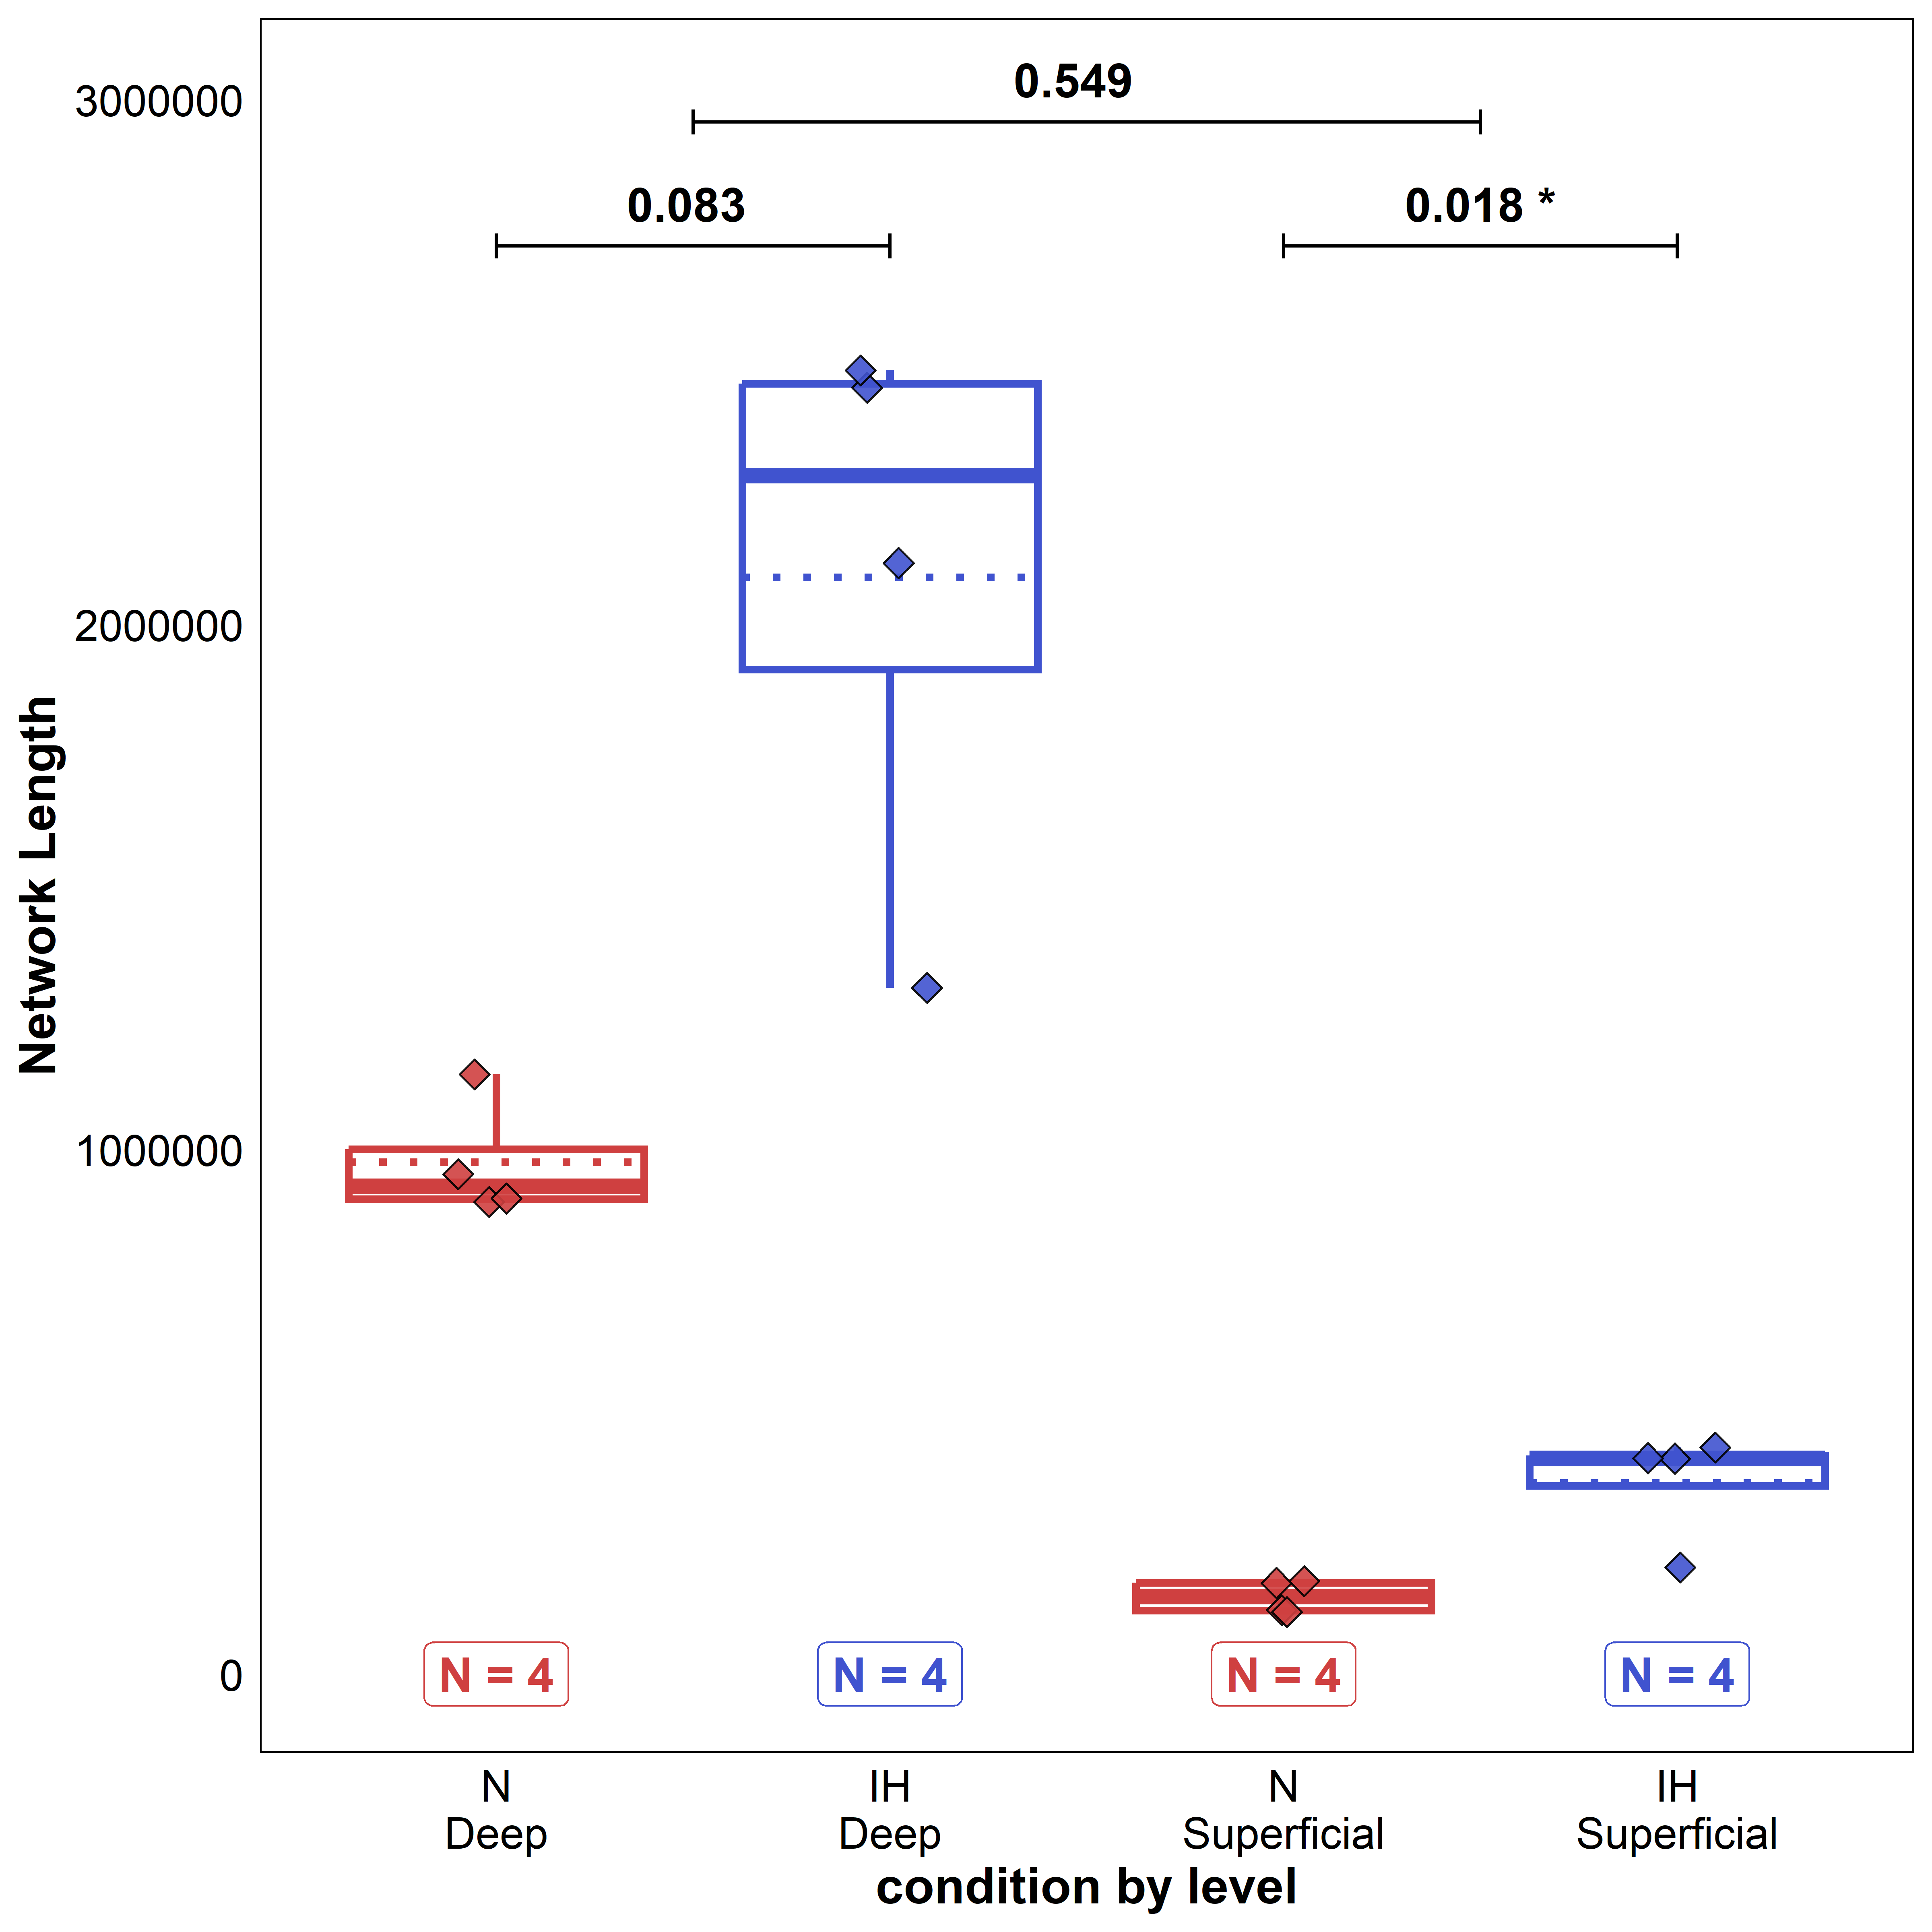 0.549
0.083
0.018 *
3000000
2000000
1000000
0
Network Length
N = 4
N = 4
N = 4
N = 4
N
Deep
IH
Deep
N
Superficial
IH
Superficial
condition by level